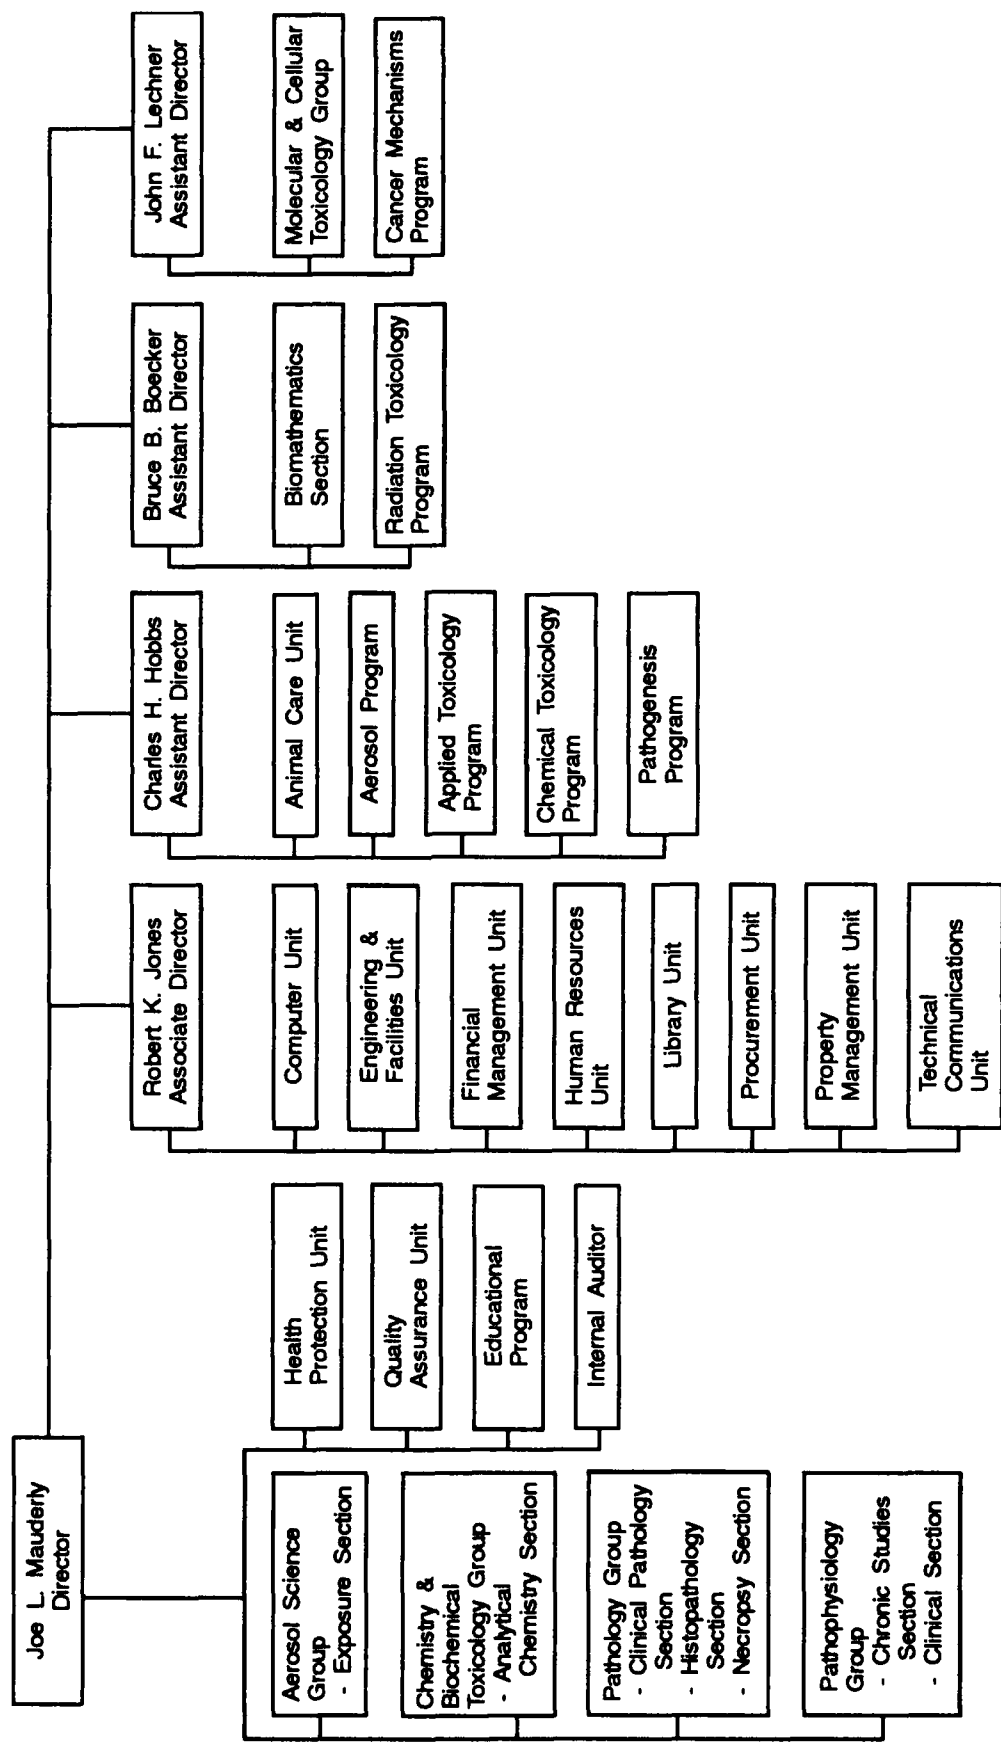 Joe L. Mauderly
Director
Aerosol Science
Group
- Exposure Section
Chemistry &
Biochemical
Toxicology Group
- Analytical
Chemistry Section
Pathology Group
- Clinical Pathology
Section
- Histopathology
Section
- Necropsy Section
Pathophysiology
Group
- Chronic Studies
Section
- Clinical Section
Health
Protection Unit
Quality
Assurance Unit
Educational
Program
Internal Auditor
Robert K. Jones
Associate Director
Computer Unit
Engineering &
Facilities Unit
Financial
Management Unit
Human Resources
Unit
Library Unit
Procurement Unit
Property
Management Unit
Technical
Communications
Unit
Charles H. Hobbs
Assistant Director
Animal Care Unit
Aerosol Program
Applied Toxicology
Program
Chemical Toxicology
Program
Pathogenesis
Program
Bruce B. Boecker
Assistant Director
Biomathematics
Section
Radiation Toxicology
Program
John F. Lechner
Assistant Director
Molecular & Cellular
Toxicology Group
Cancer Mechanisms
Program